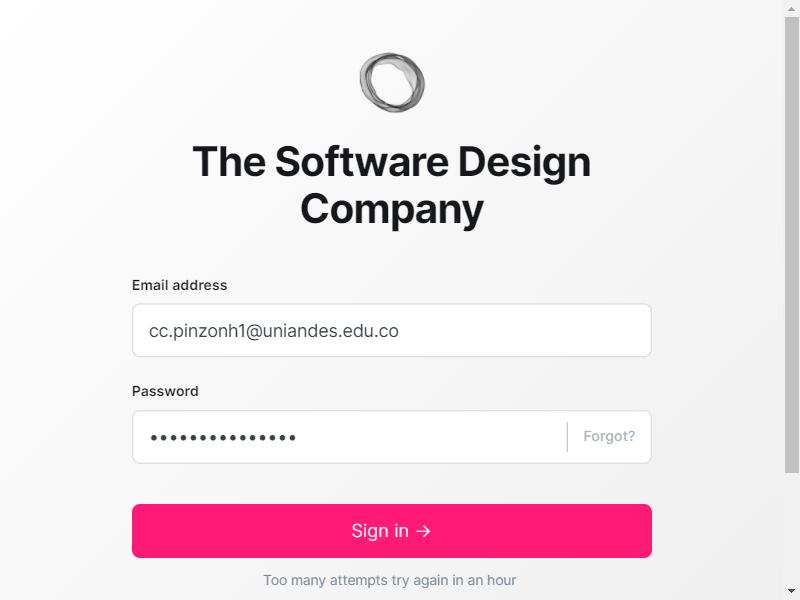 The Software Design
Company
Email address
cc.pinzonh1@uniandes.edu.co
Password
•••••••••••••••
Forgot?
Sign in →
Too many attempts try again in an hour